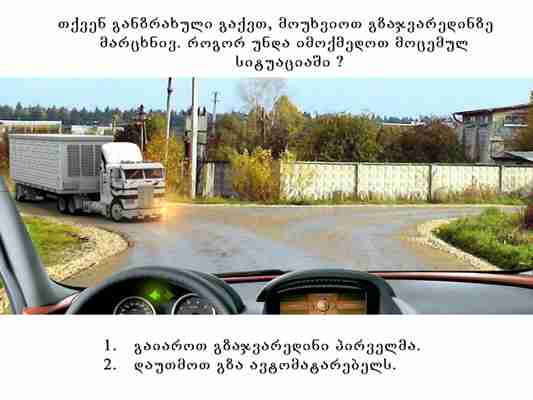 თქვენ განზრახული გაქვთ, მოუხვიოთ გზაჯვარედინზე
მარცხნივ. როგორ უნდა იმოქმედოთ მოცემულ
სიტუაციაში ?
1. გაიაროთ გზაჯვარედინი პირველმა.
2. დაუთმოთ გზა ავტომატარებელს.